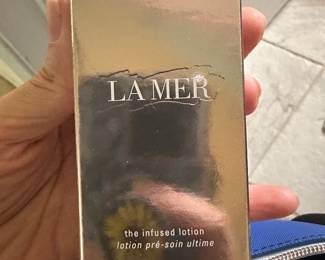 LA MER
the infused lotion
lotion pré-soin ultime